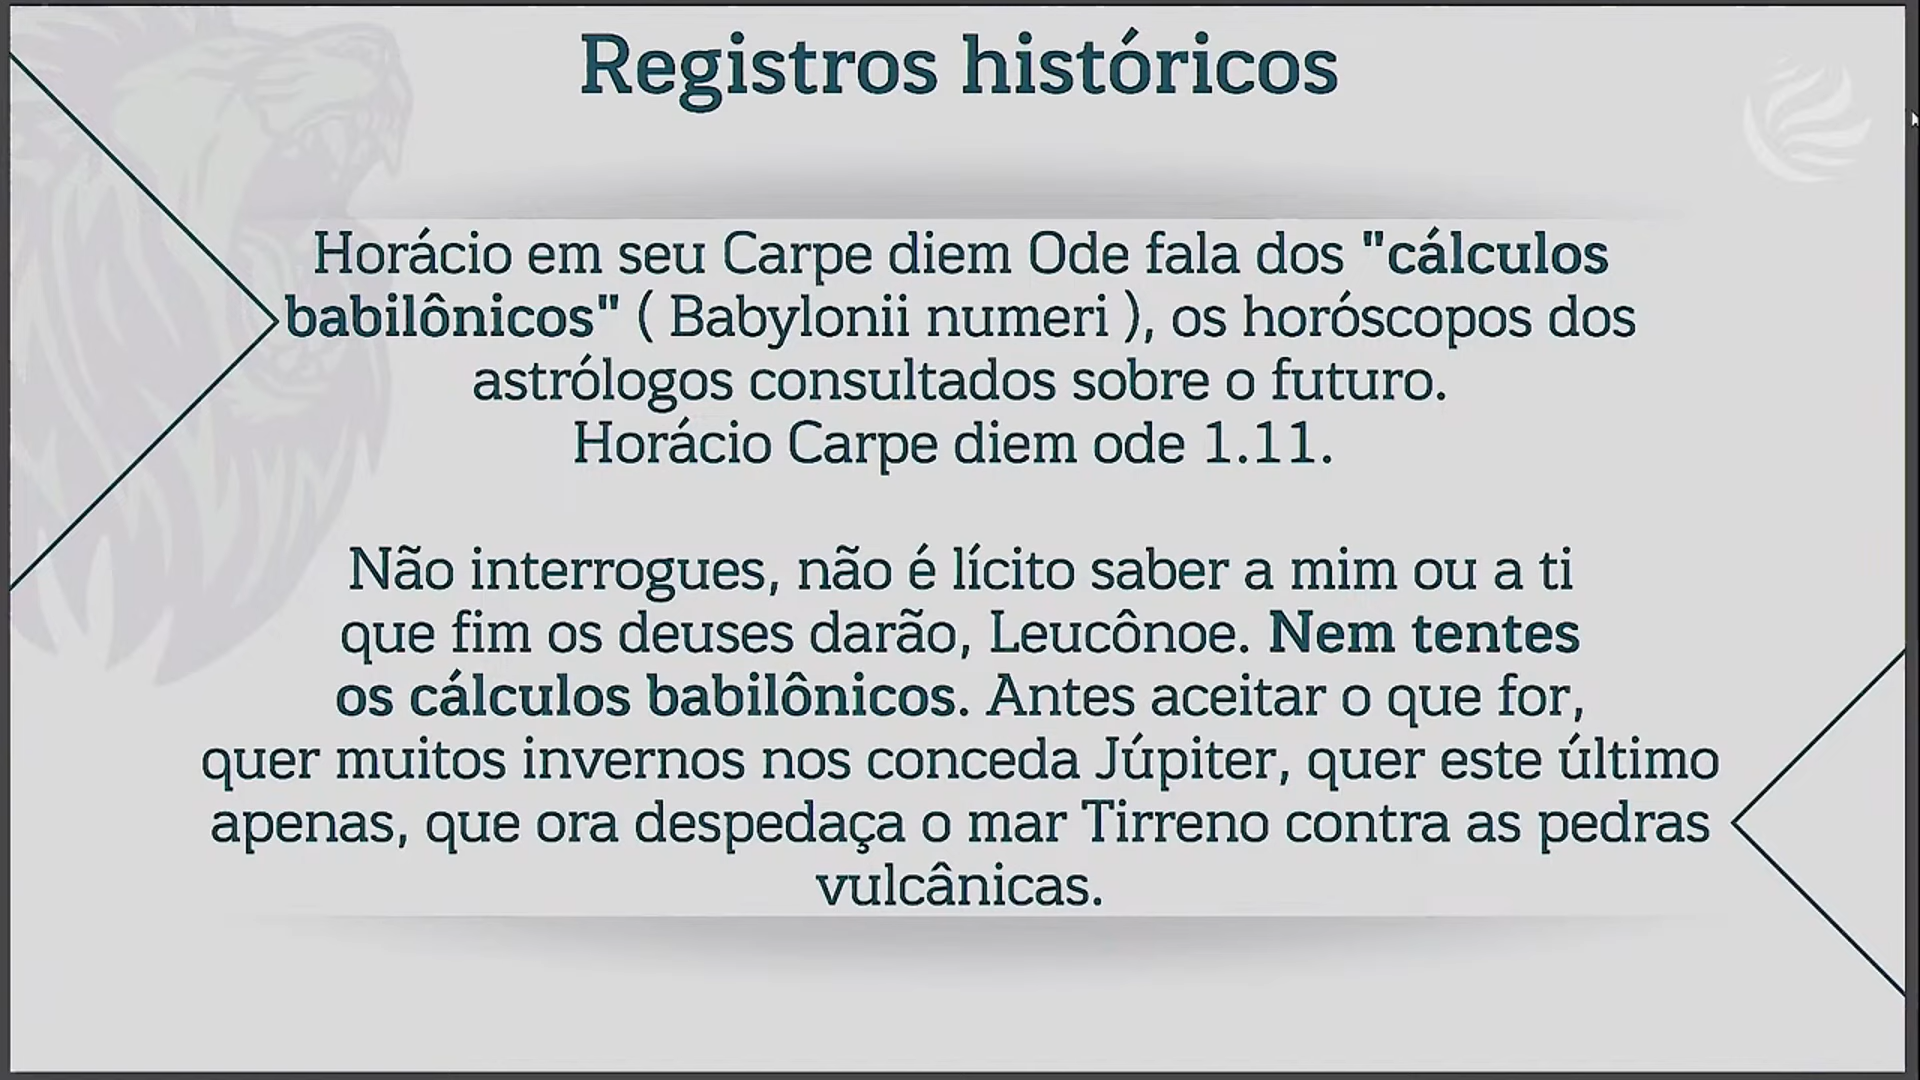 Registros históricos
Horácio em seu Carpe diem Ode fala dos "cálculos
babilônicos" ( Babylonii numeri ), os horóscopos dos
astrólogos consultados sobre o futuro.
Horácio Carpe diem ode 1.11.
Não interrogues, não é lícito saber a mim ou a ti
que fim os deuses darão, Leucônoe. Nem tentes
os cálculos babilônicos. Antes aceitar o que for,
quer muitos invernos nos conceda Júpiter, quer este último
apenas, que ora despedaça o mar Tirreno contra as pedras
vulcânicas.